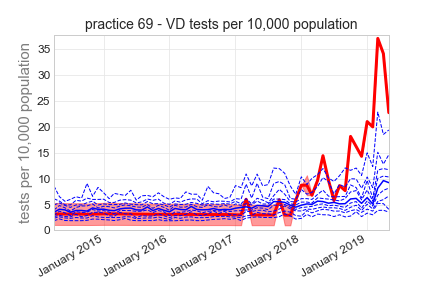 practice 69 - VD tests per 10,000 population
tests per 10,000 population
35
30
25
20
15
10
5
0
January 2015
January 2016
January 2017
January 2018
January 2019